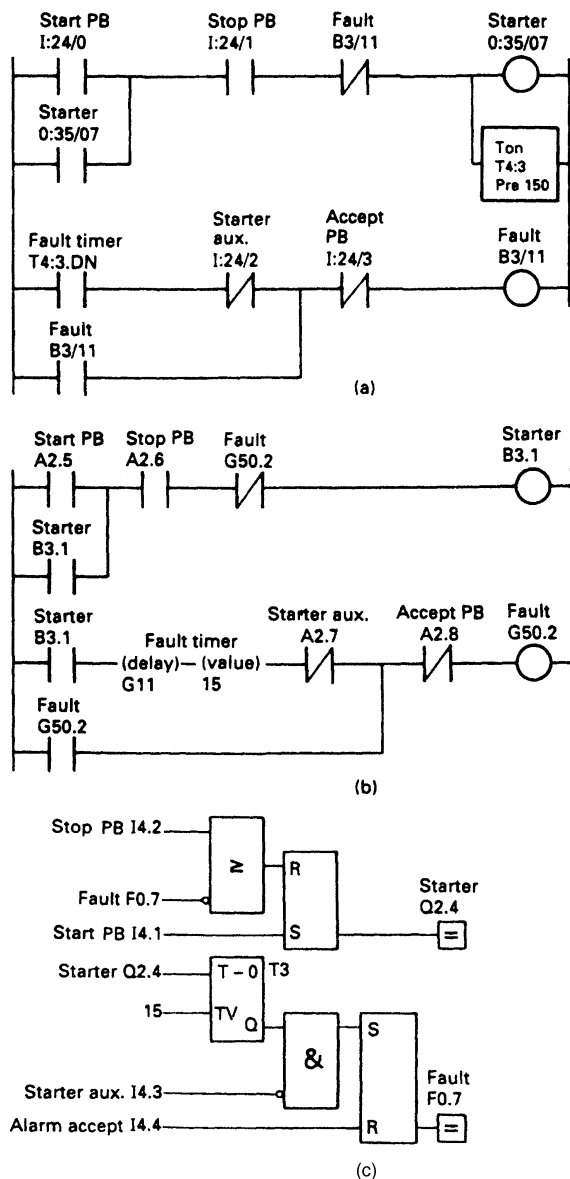 Start PB Stop PB Fault Starter
I:24/0 I:24/1 B3/11 0:35/07
Starter
0:35/07
Ton
T4:3
Pre 150
Fault timer Starter aux. Accept PB Fault
T4:3.DN I:24/2 I:24/3 B3/11
Fault
B3/11
(a)
Start PB Stop PB Fault Starter
A2.5 A2.6 G50.2 B3.1
Starter
B3.1
Starter Fault timer Starter aux. Accept PB Fault
B3.1 (delay) (value) A2.7 A2.8 G50.2
G11 15
Fault
G50.2
(b)
Stop PB I4.2
≥
R
Fault F0.7
Starter
Q2.4
Start PB I4.1 S =
Starter Q2.4 T – 0 T3
15 TV Q
& S
Starter aux. I4.3
Fault
F0.7
Alarm accept I4.4 R =
(c)